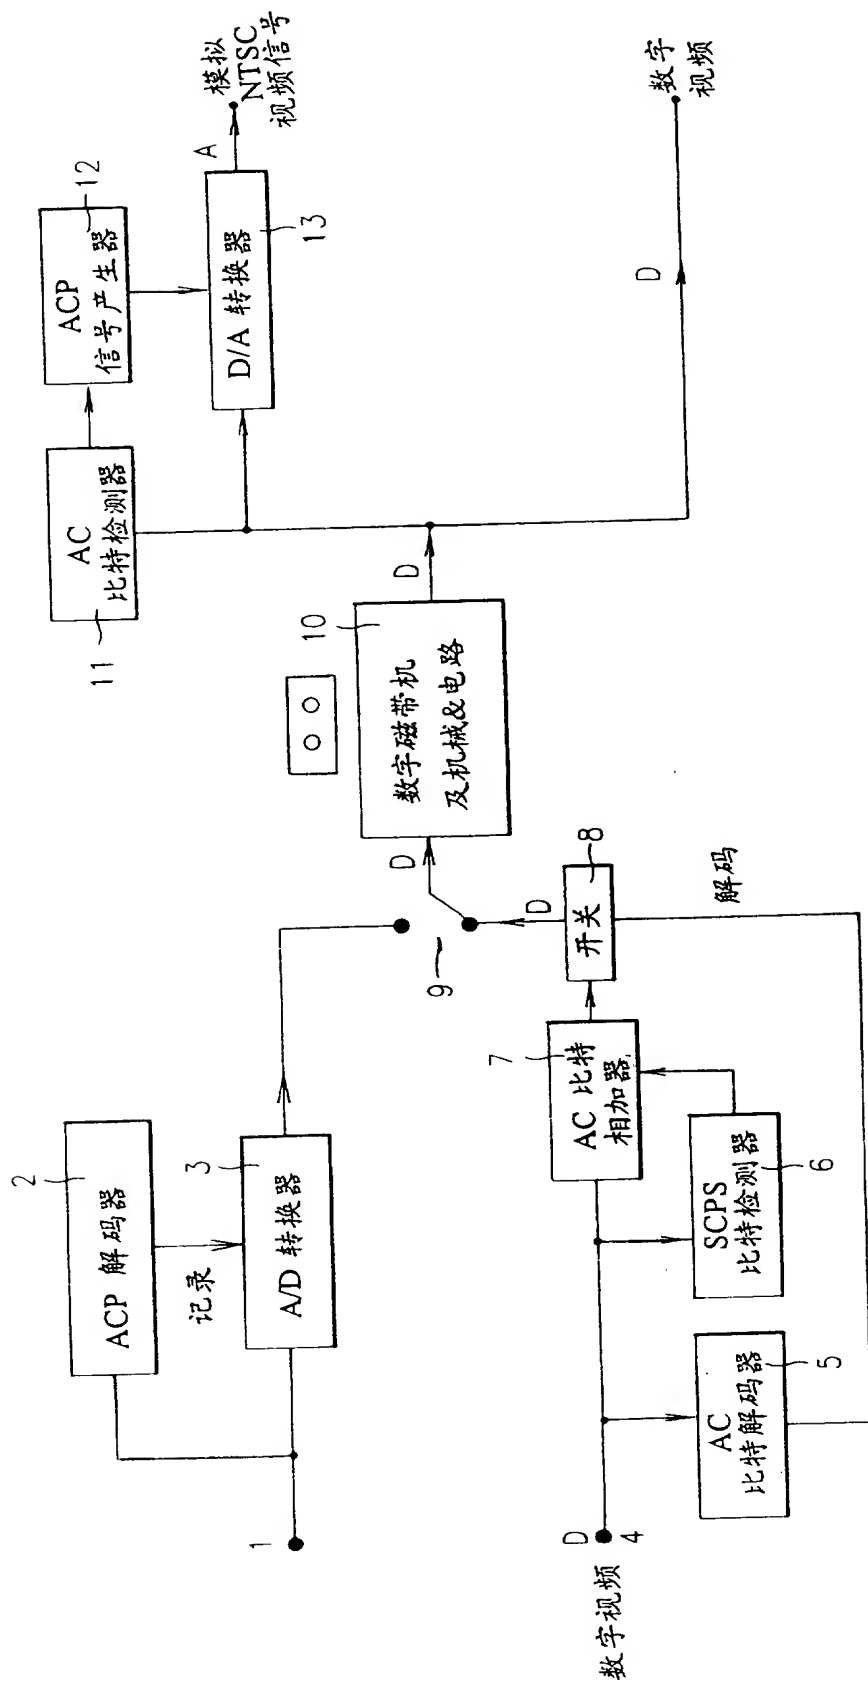 1
2
ACP 解码器
记录
3
A/D 转换器
数字视频
D
4
AC
比特解码器
5
SCPS
比特检测器
6
7
AC 比特
相加器
开关
8
解码
D
9
D
10
数字磁带机
及机械&电路
D
11
AC
比特检测器
ACP
信号产生器
12
D/A 转换器
13
A
模拟
NTSC
视频信号
D
数字
视频